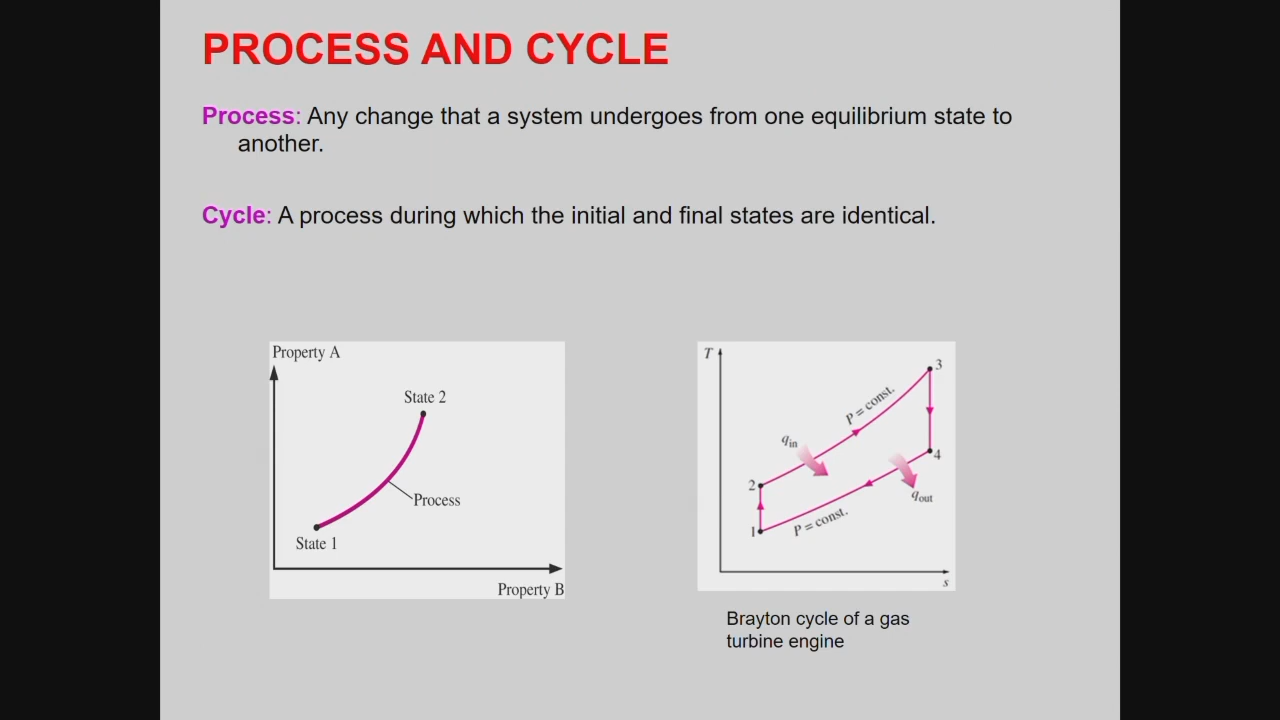 PROCESS AND CYCLE
Process: Any change that a system undergoes from one equilibrium state to
another.
Cycle: A process during which the initial and final states are identical.
Property A
State 2
Process
State 1
Property B
T
3
P = const.
qin
4
2
qout
1
P = const.
s
Brayton cycle of a gas
turbine engine